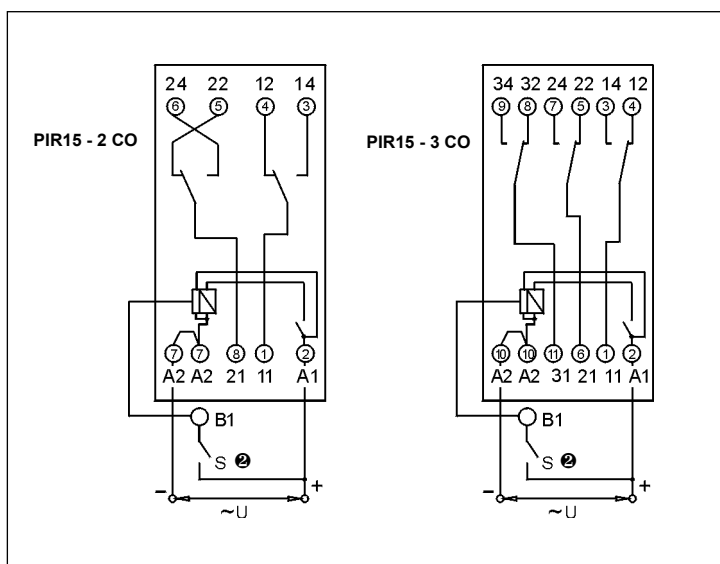 PIR15 - 2 CO
24 22 12 14
6 5 4 3
7 7 8 1 2
A2 A2 21 11 A1
B1
S 2
– +
~U
PIR15 - 3 CO
34 32 24 22 14 12
9 8 7 5 3 4
10 10 11 6 1 2
A2 A2 31 21 11 A1
B1
S 2
– +
~U